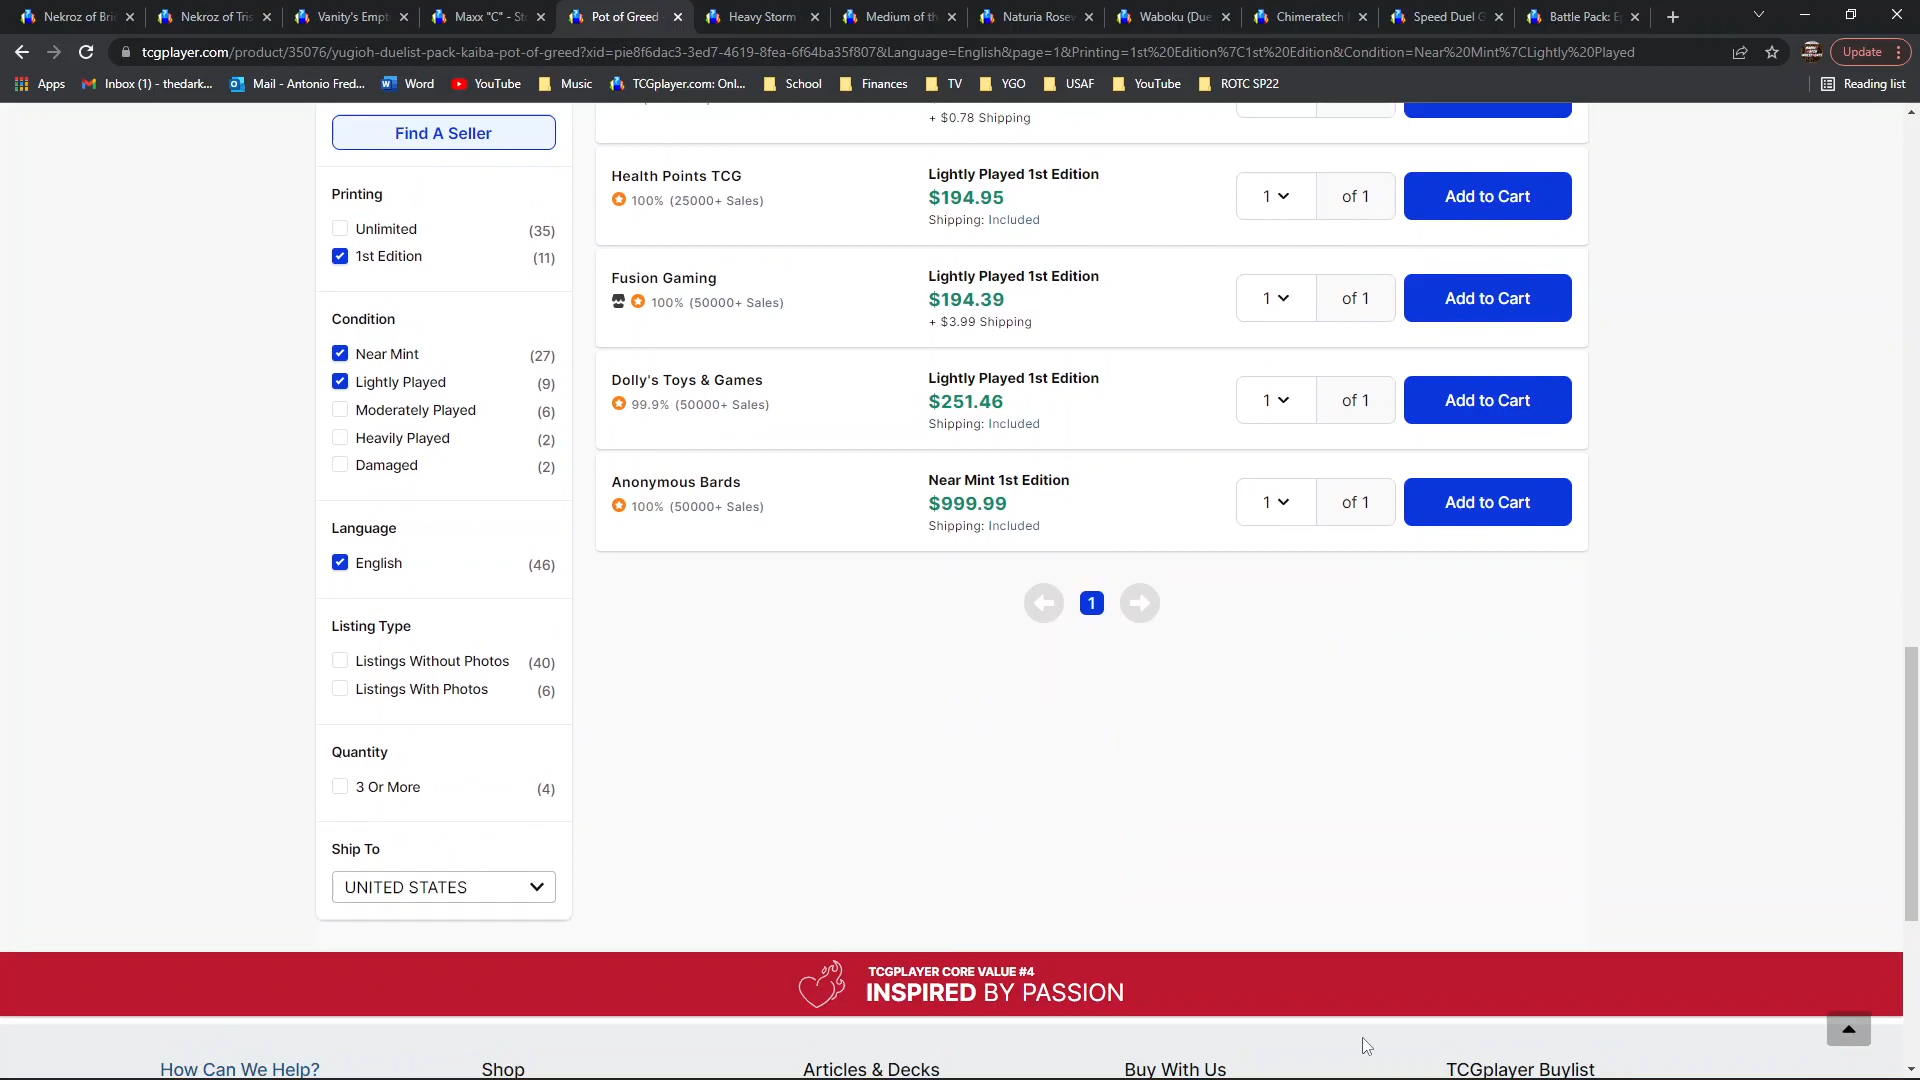 Nekroz of Bri
Nekroz of Tris
Vanity's Empt
Maxx "C" - St
Pot of Greed
Heavy Storm
Medium of th
Naturia Rosew
Waboku (Due
Chimeratech
Speed Duel G
Battle Pack: E
tcgplayer.com/product/35076/yugioh-duelist-pack-kaiba-pot-of-greed?xid=pie8f6dac3-3ed7-4619-8fea-6f64ba35f807&Language=English&page=1&Printing=1st%20Edition%7C1st%20Edition&Condition=Near%20Mint%7CLightly%20Played
Update
Apps
Inbox (1) - thedark...
Mail - Antonio Fred...
Word
YouTube
Music
TCGplayer.com: Onl...
School
Finances
TV
YGO
USAF
YouTube
ROTC SP22
Reading list
Find A Seller
Printing
Unlimited (35)
1st Edition (11)
Condition
Near Mint (27)
Lightly Played (9)
Moderately Played (6)
Heavily Played (2)
Damaged (2)
Language
English (46)
Listing Type
Listings Without Photos (40)
Listings With Photos (6)
Quantity
3 Or More (4)
Ship To
UNITED STATES
+ $0.78 Shipping
Health Points TCG
100% (25000+ Sales)
Lightly Played 1st Edition
$194.95
Shipping: Included
1 of 1 Add to Cart
Fusion Gaming
100% (50000+ Sales)
Lightly Played 1st Edition
$194.39
+ $3.99 Shipping
1 of 1 Add to Cart
Dolly's Toys & Games
99.9% (50000+ Sales)
Lightly Played 1st Edition
$251.46
Shipping: Included
1 of 1 Add to Cart
Anonymous Bards
100% (50000+ Sales)
Near Mint 1st Edition
$999.99
Shipping: Included
1 of 1 Add to Cart
1
TCGPLAYER CORE VALUE #4
INSPIRED BY PASSION
How Can We Help?
Shop
Articles & Decks
Buy With Us
TCGplayer Buylist